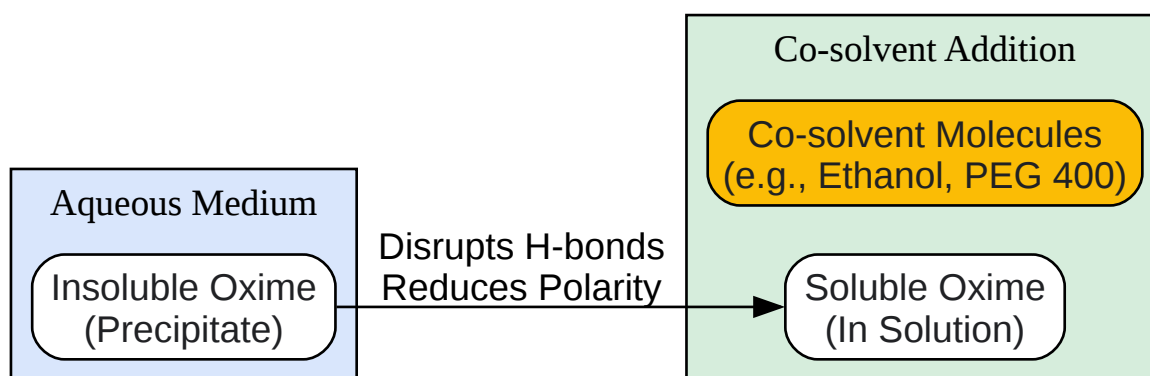 Co-solvent Addition
Co-solvent Molecules
(e.g., Ethanol, PEG 400)
Aqueous Medium
Disrupts H-bonds
Reduces Polarity
Insoluble Oxime
(Precipitate)
Soluble Oxime
(In Solution)